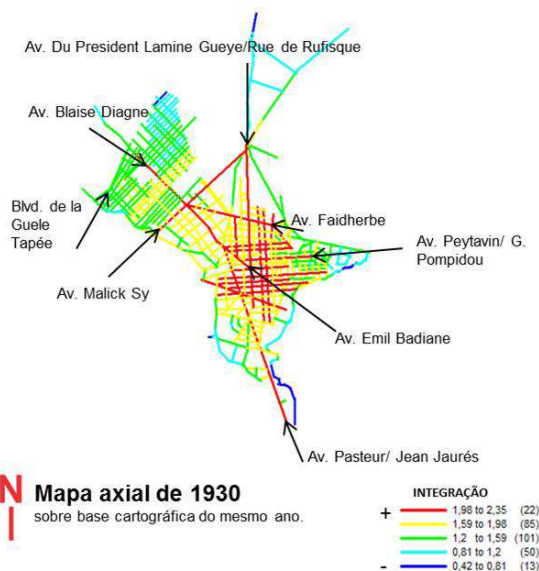 Av. Du President Lamine Gueye/Rue de Rufisque
Av. Blaise Diagne
Blvd. de la
Guele
Tapée
Av. Faidherbe
Av. Peytavin/ G.
Pompidou
Av. Malick Sy
Av. Emil Badiane
Av. Pasteur/ Jean Jaurés
N
Mapa axial de 1930
sobre base cartográfica do mesmo ano.
INTEGRAÇÃO
+ 1,98 to 2,35 (22)
1,59 to 1,98 (85)
1,2 to 1,59 (101)
0,81 to 1,2 (50)
- 0,42 to 0,81 (13)